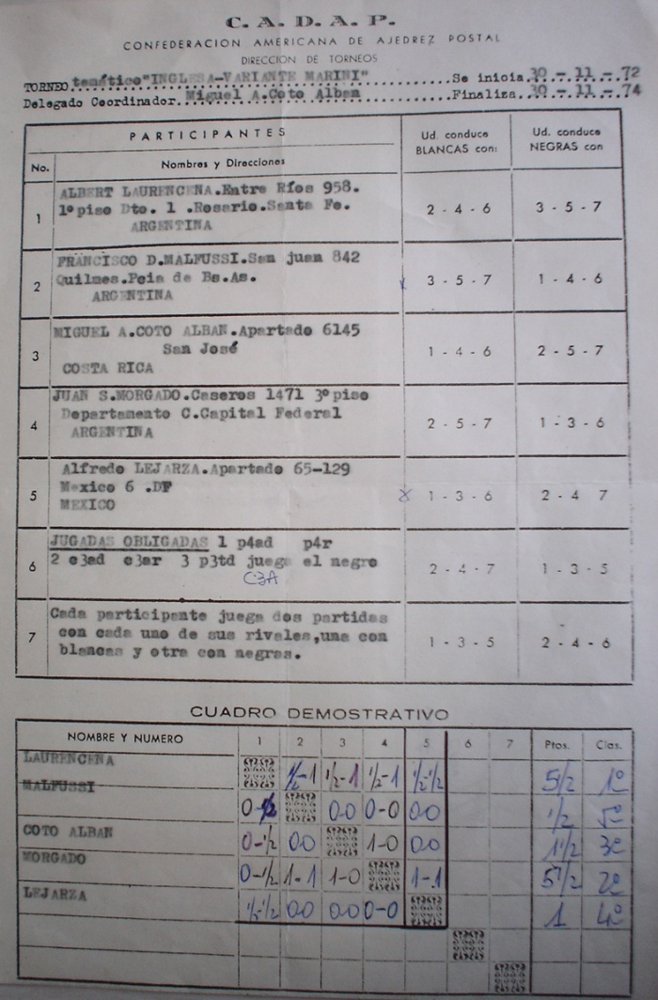 C. A. D. A. P.
CONFEDERACION AMERICANA DE AJEDREZ POSTAL
DIRECCION DE TORNEOS
TORNEO temático "INGLESA-VARIANTE MARINI" Se inicia 30 - 11 - 72
Delegado Coordinador. Miguel A.Coto Alban Finaliza. 30 - 11 - 74
PARTICIPANTES Ud. conduce BLANCAS con: Ud. conduce NEGRAS con
No. Nombres y Direcciones
1 ALBERT LAURENCENA.Entre Ríos 958.
1º piso Dto. 1 .Rosario.Santa Fe. 2 - 4 - 6 3 - 5 - 7
ARGENTINA
2 FRANCISCO D.MALFUSSI.San juan 842
Quilmes.Pcia de Bs.As. 3 - 5 - 7 1 - 4 - 6
ARGENTINA
3 MIGUEL A.COTO ALBAN.Apartado 6145
San José 1 - 4 - 6 2 - 5 - 7
COSTA RICA
4 JUAN S.MORGADO.Caseros 1471 3º piso
Departamento C.Capital Federal 2 - 5 - 7 1 - 3 - 6
ARGENTINA
5 Alfredo LEJARZA.Apartado 65-129
Mexico 6 .DF x 1 - 3 - 6 2 - 4 7
MEXICO
6 JUGADAS OBLIGADAS 1 p4ad p4r
2 c3ad c3ar 3 p3td juega el negro 2 - 4 - 7 1 - 3 - 5
C3A
7 Cada participante juega dos partidas
con cada uno de sus rivales,una con 1 - 3 - 5 2 - 4 - 6
blancas y otra con negras.
CUADRO DEMOSTRATIVO
NOMBRE Y NUMERO 1 2 3 4 5 6 7 Ptos. Clas.
LAURENCENA ½-1 ½-1 ½-1 ½-½ 5/2 1º
MALFUSSI 0-½ 0-0 0-0 0-0 ½ 5º
COTO ALBAN 0-½ 0-0 1-0 0-0 1½ 3º
MORGADO 0-½ 1-1 1-0 1-1 5½ 2º
LEJARZA ½-½ 0-0 0-0 0-0 1 4º